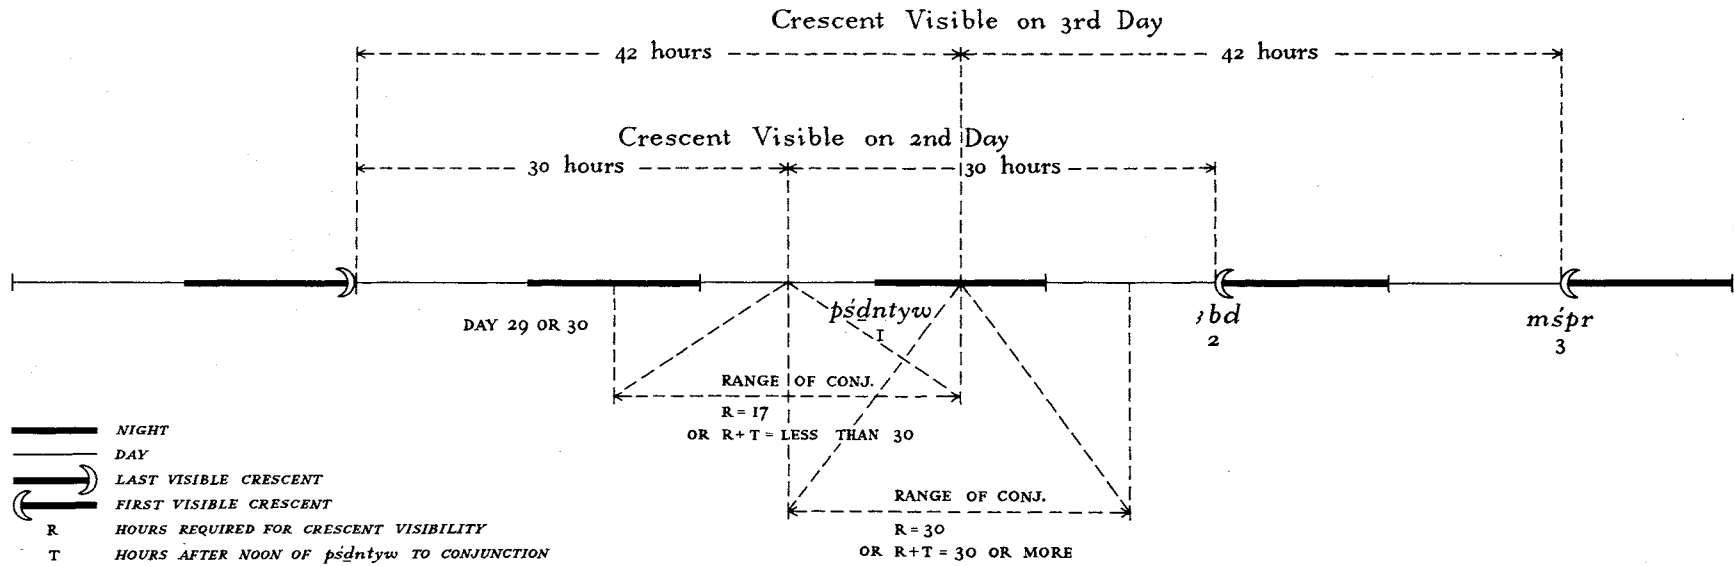 Crescent Visible on 3rd Day
42 hours 42 hours
Crescent Visible on 2nd Day
30 hours 30 hours
pśḏntyw
1
DAY 29 OR 30
ꜣbd
2
mśpr
3
RANGE OF CONJ.
R = 17
OR R + T = LESS THAN 30
RANGE OF CONJ.
R = 30
OR R + T = 30 OR MORE
NIGHT
DAY
LAST VISIBLE CRESCENT
FIRST VISIBLE CRESCENT
R HOURS REQUIRED FOR CRESCENT VISIBILITY
T HOURS AFTER NOON OF pśḏntyw TO CONJUNCTION